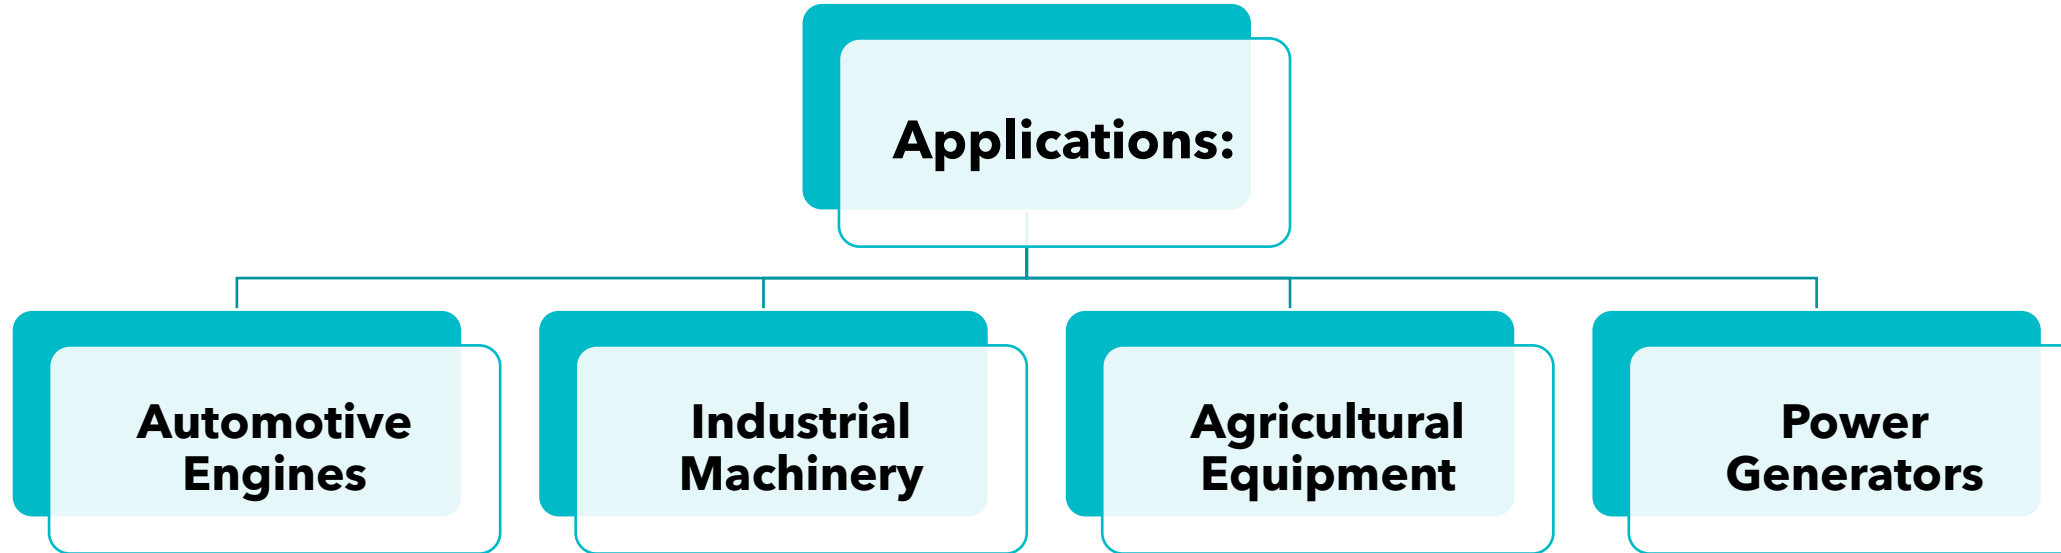 Applications:
Automotive
Engines
Industrial
Machinery
Agricultural
Equipment
Power
Generators